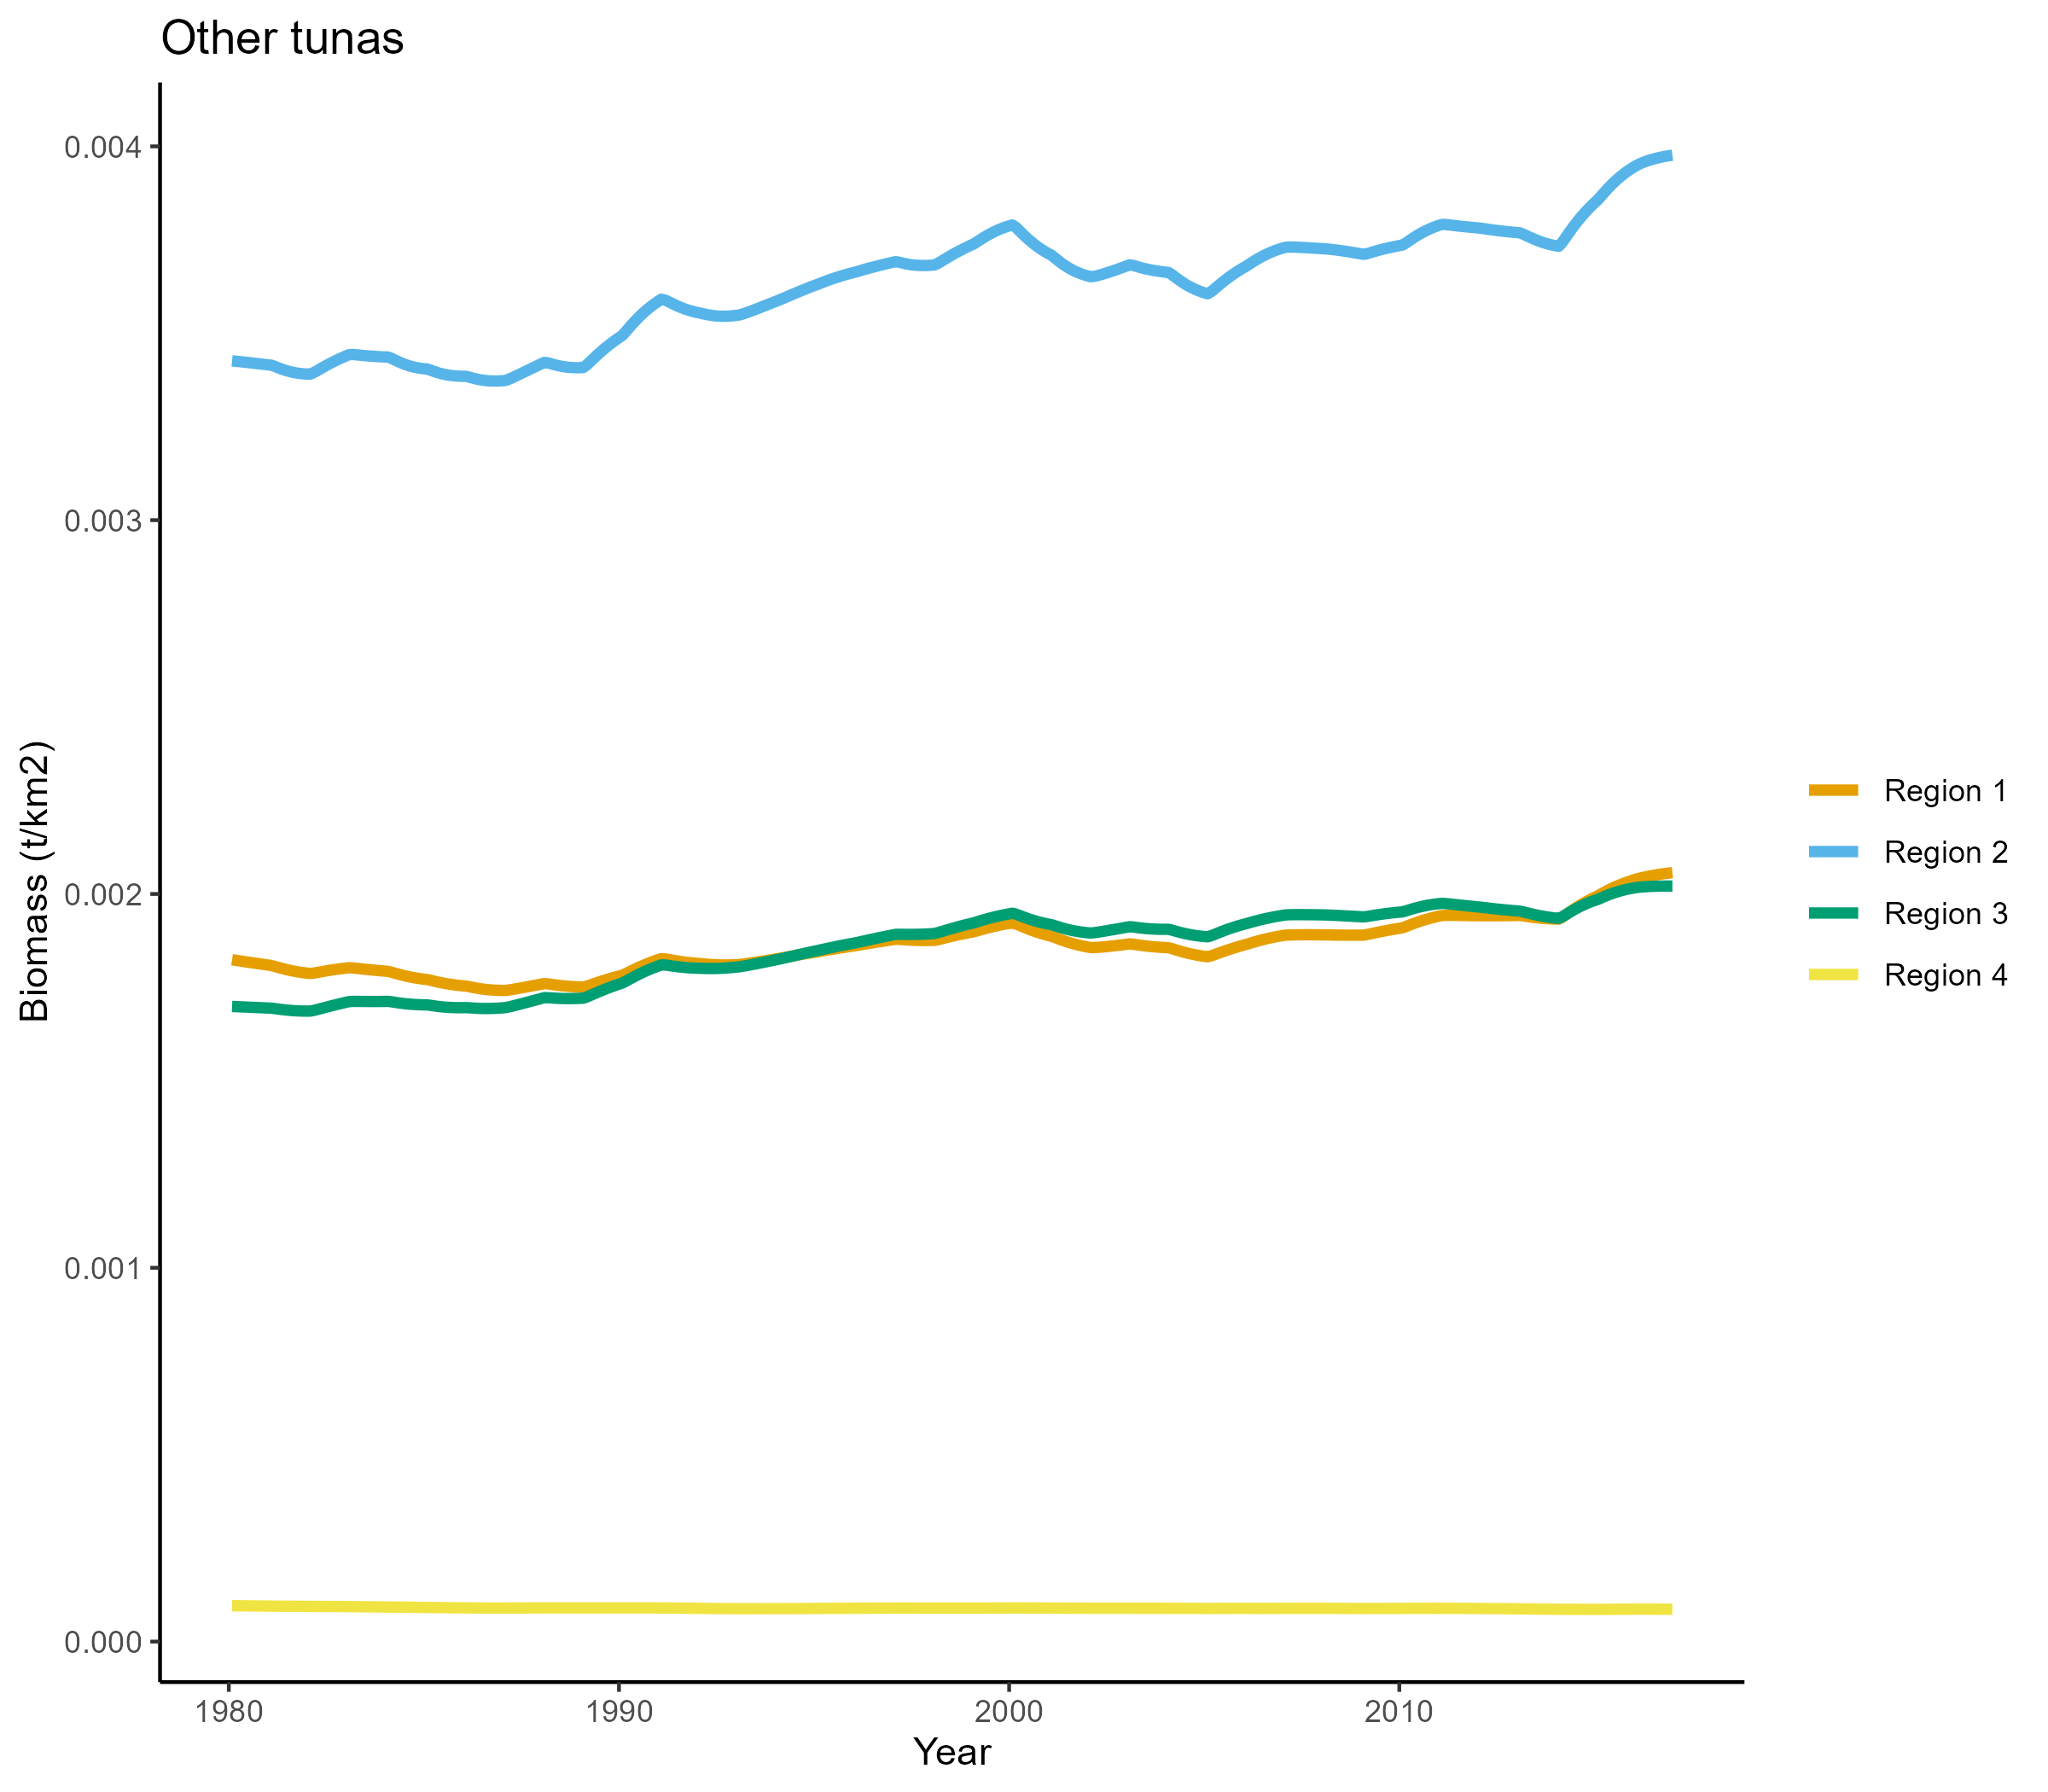 Other tunas
0.004
0.003
0.002
0.001
0.000
Biomass (t/km2)
1980 1990 2000 2010
Year
Region 1
Region 2
Region 3
Region 4